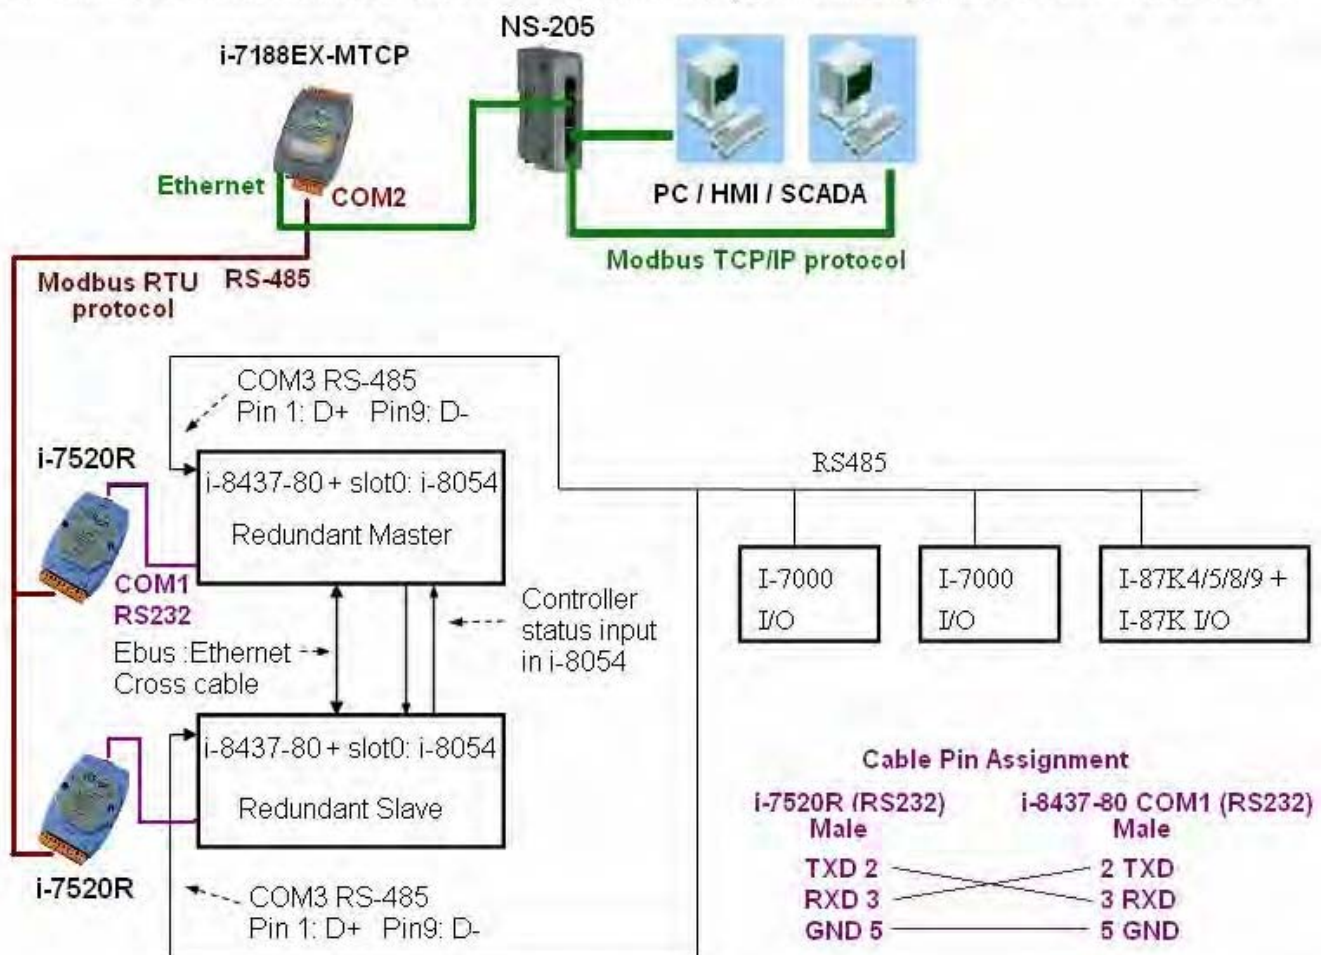 NS-205
i-7188EX-MTCP
Ethernet
COM2
PC / HMI / SCADA
Modbus TCP/IP protocol
Modbus RTU
protocol
RS-485
COM3 RS-485
Pin 1: D+ Pin9: D-
i-7520R
i-8437-80 + slot0: i-8054
Redundant Master
RS485
COM1
RS232
I-7000
I/O
I-7000
I/O
I-87K4/5/8/9 +
I-87K I/O
Controller
status input
in i-8054
Ebus :Ethernet
Cross cable
i-8437-80 + slot0: i-8054
Redundant Slave
i-7520R
COM3 RS-485
Pin 1: D+ Pin9: D-
Cable Pin Assignment
i-7520R (RS232) i-8437-80 COM1 (RS232)
Male Male
TXD 2 2 TXD
RXD 3 3 RXD
GND 5 5 GND